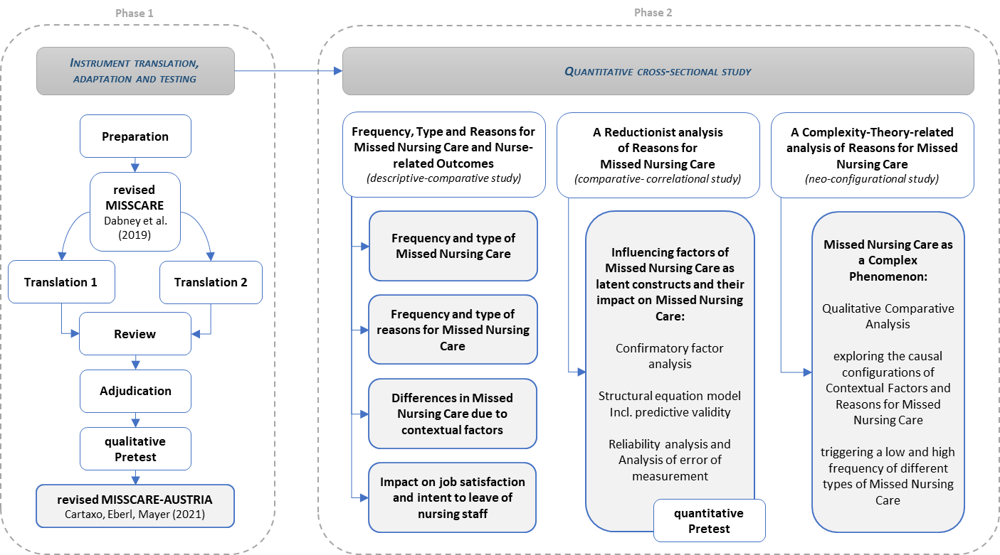 Phase 1
INSTRUMENT TRANSLATION,
ADAPTATION AND TESTING
Preparation
revised
MISSCARE
Dabney et al.
(2019)
Translation 1
Translation 2
Review
Adjudication
qualitative
Pretest
revised MISSCARE-AUSTRIA
Cartaxo, Eberl, Mayer (2021)
Phase 2
QUANTITATIVE CROSS-SECTIONAL STUDY
Frequency, Type and Reasons for
Missed Nursing Care and Nurse-
related Outcomes
(descriptive-comparative study)
Frequency and type of
Missed Nursing Care
Frequency and type of
reasons for Missed Nursing
Care
Differences in Missed
Nursing Care due to
contextual factors
Impact on job satisfaction
and intent to leave of
nursing staff
A Reductionist analysis
of Reasons for
Missed Nursing Care
(comparative- correlational study)
Influencing factors of
Missed Nursing Care as
latent constructs and their
impact on Missed Nursing
Care:
Confirmatory factor
analysis
Structural equation model
Incl. predictive validity
Reliability analysis and
Analysis of error of
measurement
quantitative
Pretest
A Complexity-Theory-related
analysis of Reasons for Missed
Nursing Care
(neo-configurational study)
Missed Nursing Care as
a Complex
Phenomenon:
Qualitative Comparative
Analysis
exploring the causal
configurations of
Contextual Factors and
Reasons for Missed
Nursing Care
triggering a low and high
frequency of different
types of Missed Nursing
Care